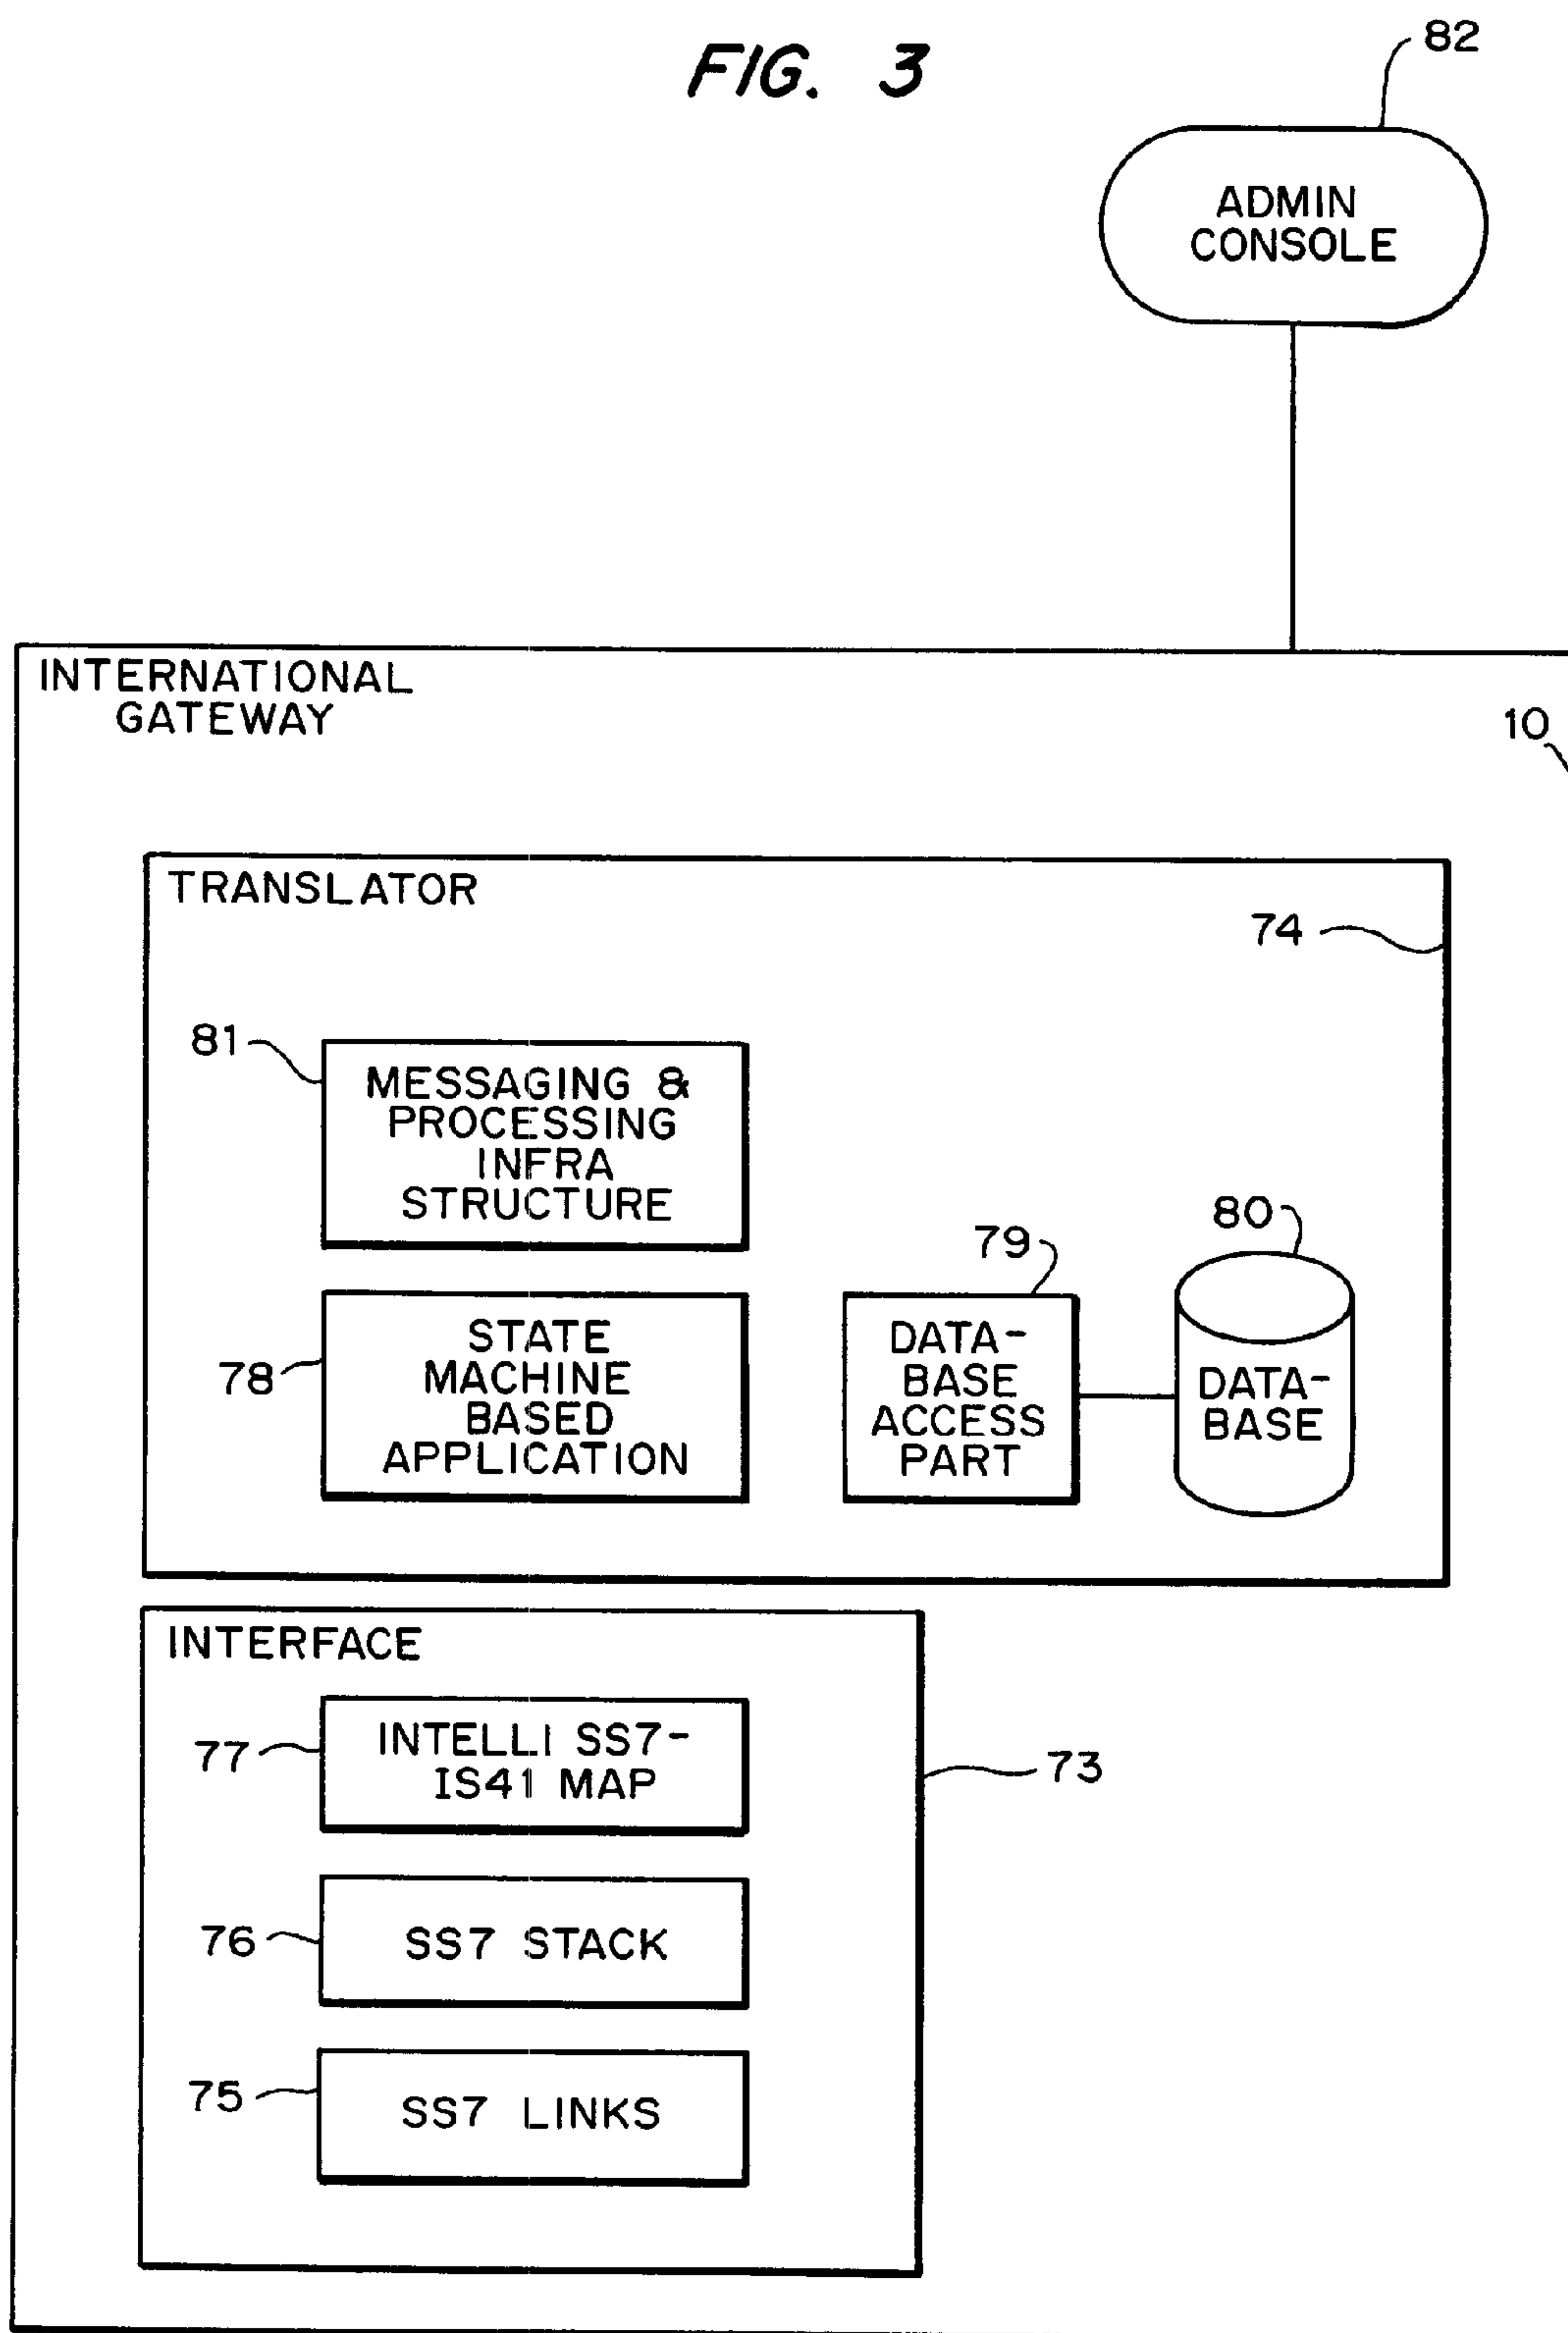 FIG. 3
82
ADMIN
CONSOLE
INTERNATIONAL
GATEWAY
10
TRANSLATOR
74
81
MESSAGING &
PROCESSING
INFRA
STRUCTURE
80
79
78
STATE
MACHINE
BASED
APPLICATION
DATA-
BASE
ACCESS
PART
DATA-
BASE
INTERFACE
77
INTELLI SS7-
IS41 MAP
73
76
SS7 STACK
75
SS7 LINKS